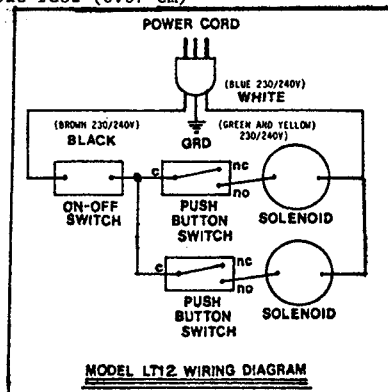 POWER CORD
(BLUE 230/240V)
WHITE
(BROWN 230/240V)
BLACK
GRD
(GREEN AND YELLOW)
230/240V)
ON-OFF
SWITCH
c
nc
no
PUSH
BUTTON
SWITCH
SOLENOID
c
nc
no
PUSH
BUTTON
SWITCH
SOLENOID
MODEL LT12 WIRING DIAGRAM